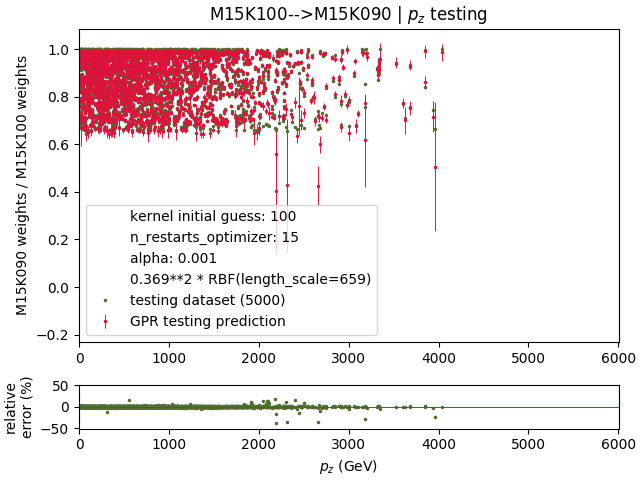 M15K100-->M15K090 | p_z testing
M15K090 weights / M15K100 weights
1.0
0.8
0.6
0.4
0.2
0.0
−0.2
kernel initial guess: 100
n_restarts_optimizer: 15
alpha: 0.001
0.369**2 * RBF(length_scale=659)
testing dataset (5000)
GPR testing prediction
0 1000 2000 3000 4000 5000 6000
relative
error (%)
50
0
−50
0 1000 2000 3000 4000 5000 6000
p_z (GeV)